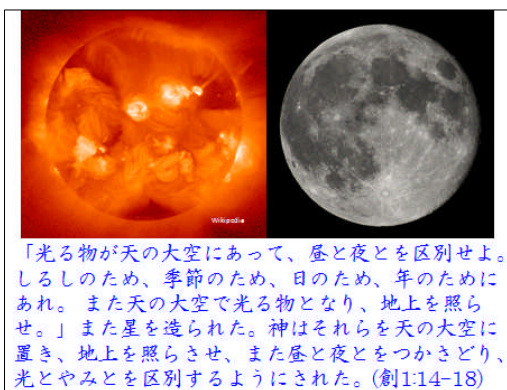 Wikipedia
「光る物が天の大空にあって、昼と夜とを区別せよ。
しるしのため、季節のため、日のため、年のために
あれ。 また天の大空で光る物となり、地上を照ら
せ。」また星を造られた。神はそれらを天の大空に
置き、地上を照らさせ、また昼と夜とをつかさどり、
光とやみとを区別するようにされた。(創1:14-18)